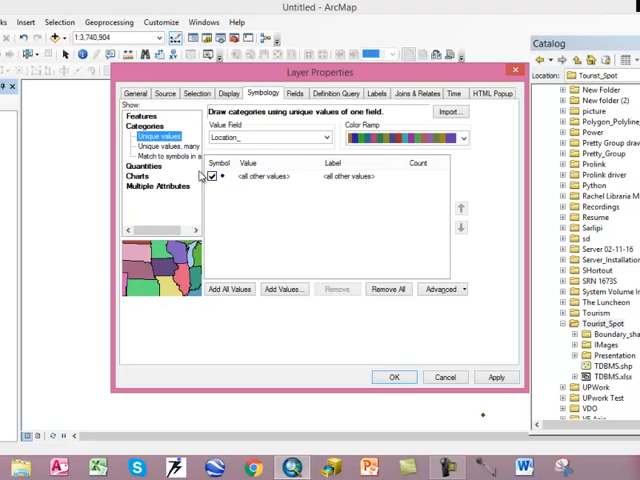 Untitled - ArcMap
Insert Selection Geoprocessing Customize Windows Help
1:3,740,904
Catalog
Location: Tourist_Spot
Layer Properties
General Source Selection Display Symbology Fields Definition Query Labels Joins & Relates Time HTML Popup
Show:
Features
Categories
Unique values
Unique values, many
Match to symbols in a
Quantities
Charts
Multiple Attributes
Draw categories using unique values of one field.
Import...
Value Field
Color Ramp
Location_
Symbol Value Label Count
<all other values> <all other values>
Add All Values Add Values... Remove Remove All Advanced
OK Cancel Apply
New Folder
New folder (2)
picture
Polygon_Polyline_
Pretty Group Dre
Pretty_Group
Prolink driver
Prolink driver
Python
Recordings
Resume
Sarlipi
sd
Server 02-11-16
Server_Installatio
SHortout
SRN 1673S
System Volume I
The Luncheon
Tourism
Tourist_Spot
Boundary_sha
IMages
Presentation
TDBMS.shp
TDBMS.xlsx
UPWork
UPwork Test
VDO